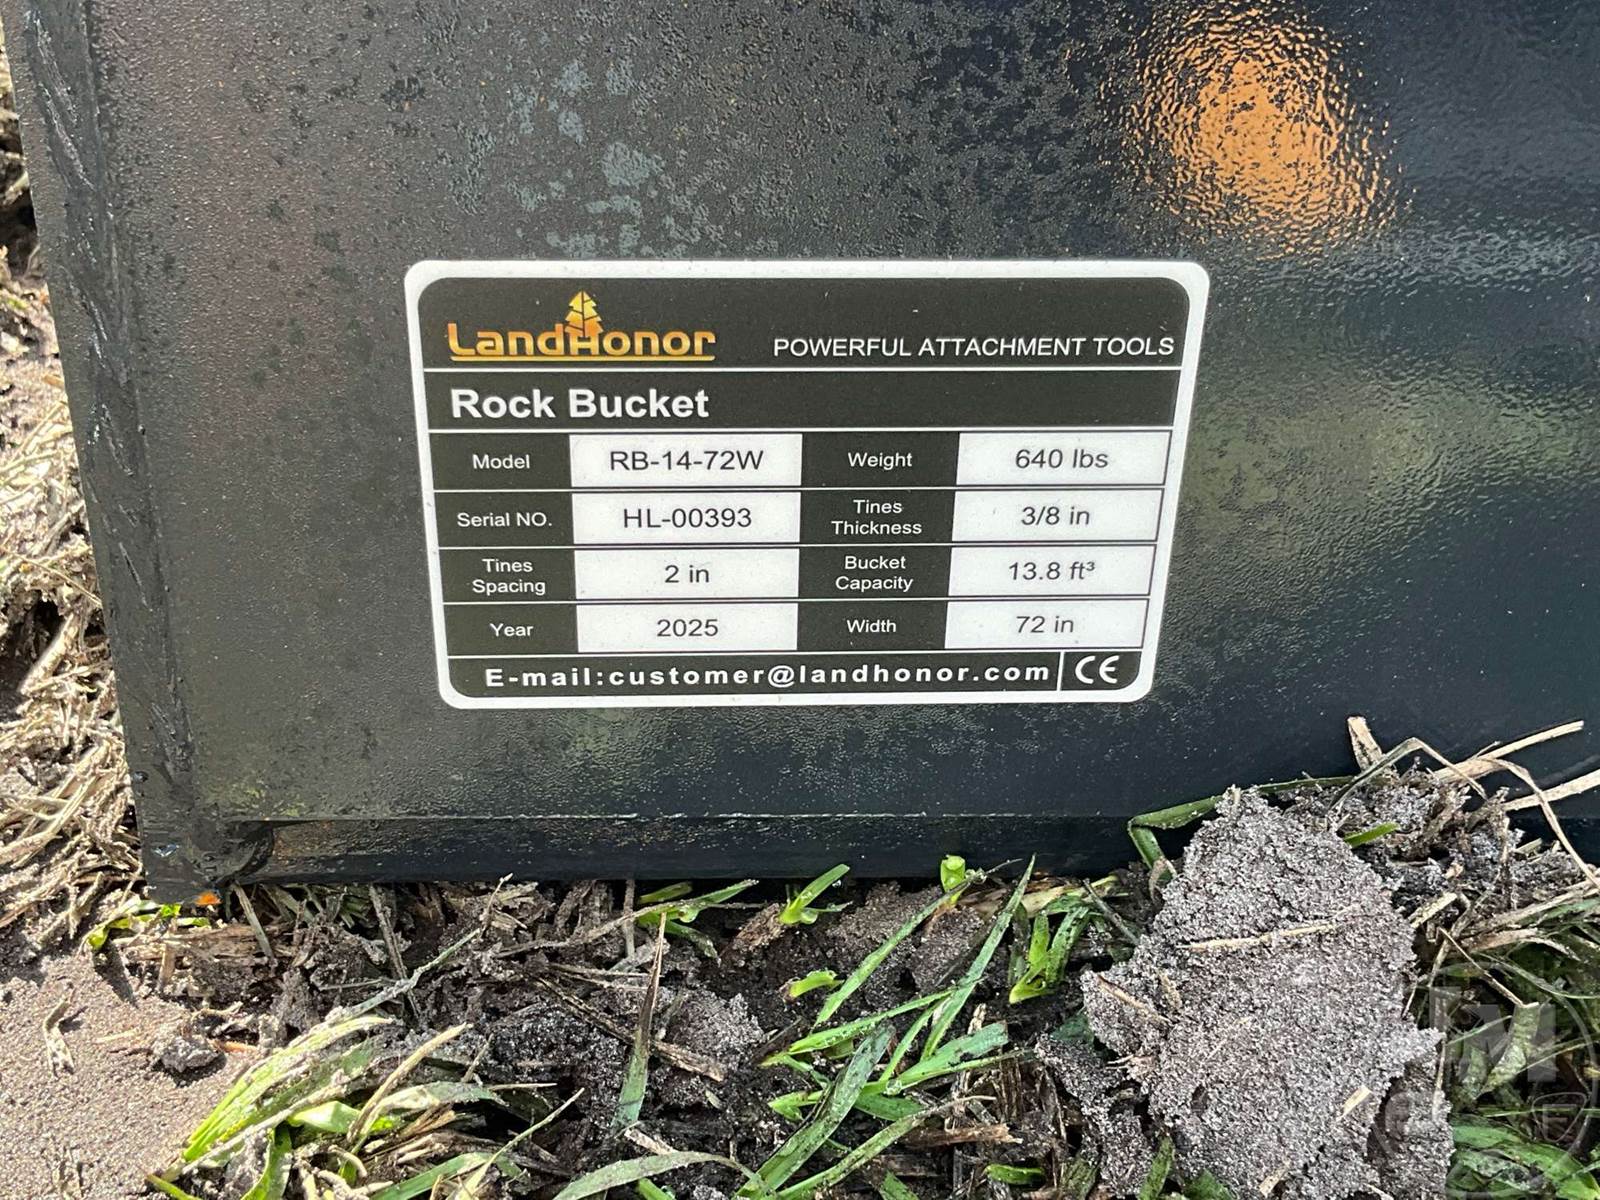 LandHonor
POWERFUL ATTACHMENT TOOLS
Rock Bucket
Model RB-14-72W Weight 640 lbs
Serial NO. HL-00393 Tines Thickness 3/8 in
Tines Spacing 2 in Bucket Capacity 13.8 ft³
Year 2025 Width 72 in
E-mail:customer@landhonor.com CE